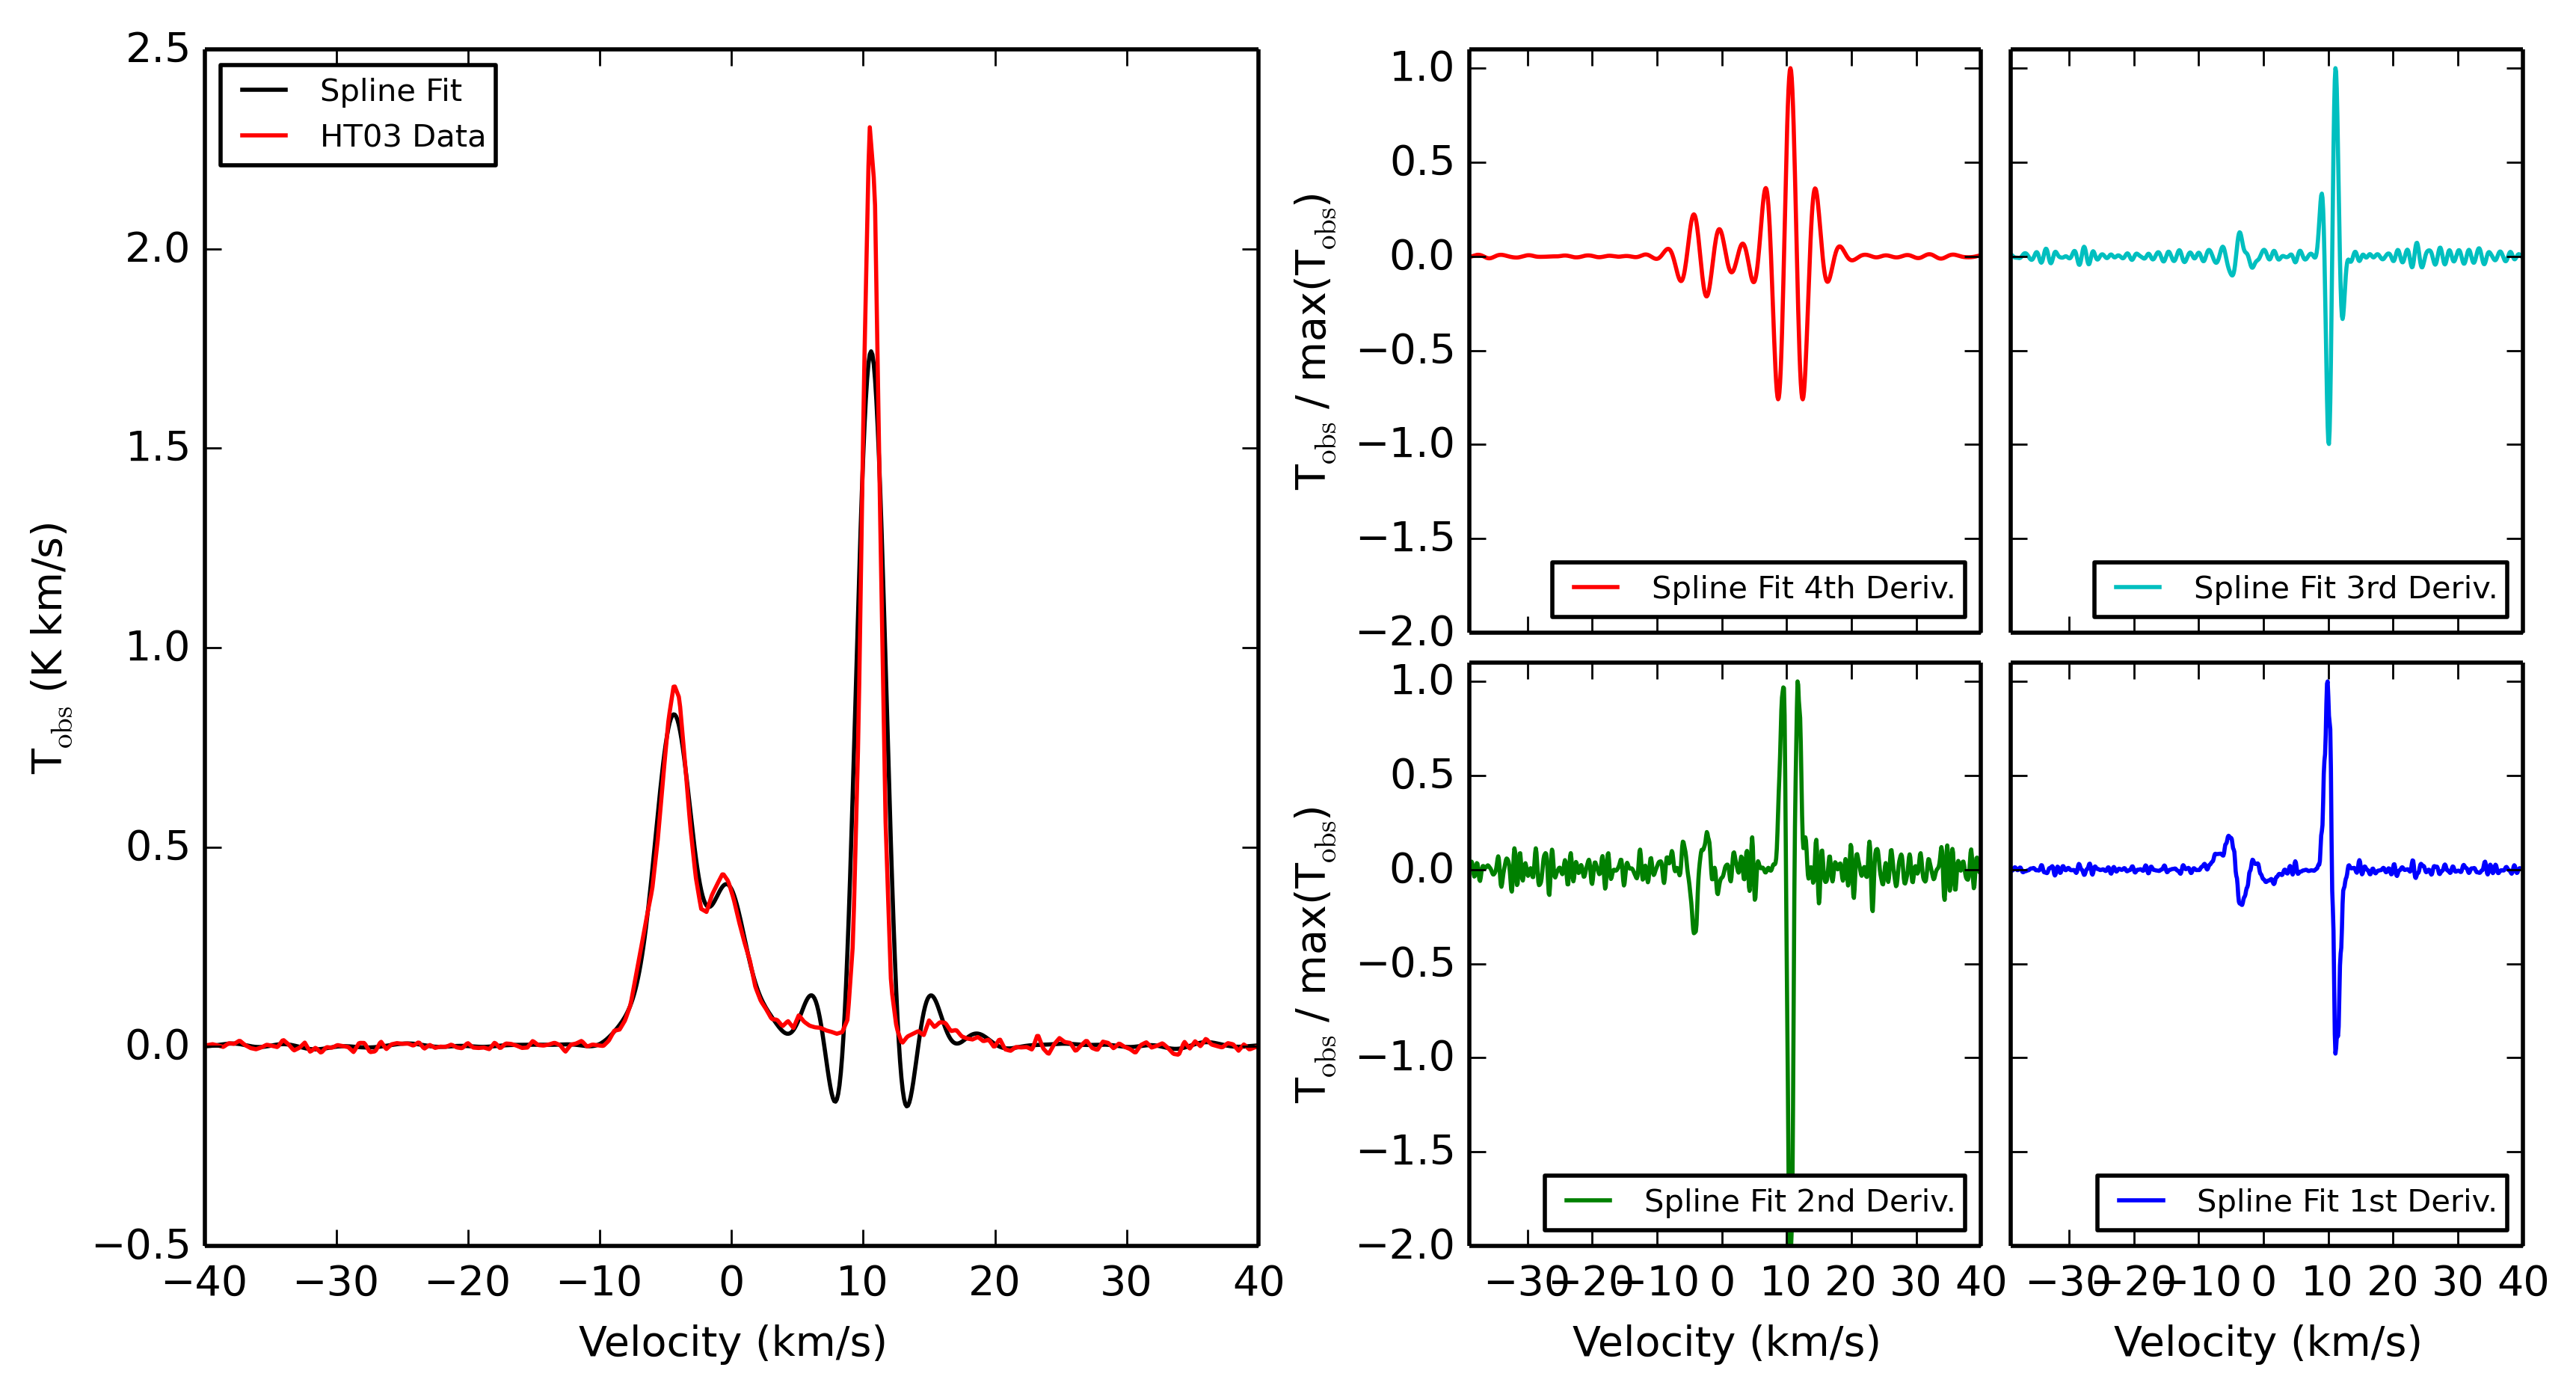 2.5
2.0
1.5
1.0
0.5
0.0
−0.5
T_obs (K km/s)
Spline Fit
HT03 Data
−40 −30 −20 −10 0 10 20 30 40
Velocity (km/s)
1.0
0.5
0.0
−0.5
−1.0
−1.5
−2.0
T_obs / max(T_obs)
Spline Fit 4th Deriv.
Spline Fit 3rd Deriv.
1.0
0.5
0.0
−0.5
−1.0
−1.5
−2.0
T_obs / max(T_obs)
Spline Fit 2nd Deriv.
−30 −20 −10 0 10 20 30 40
Velocity (km/s)
Spline Fit 1st Deriv.
−30 −20 −10 0 10 20 30 40
Velocity (km/s)